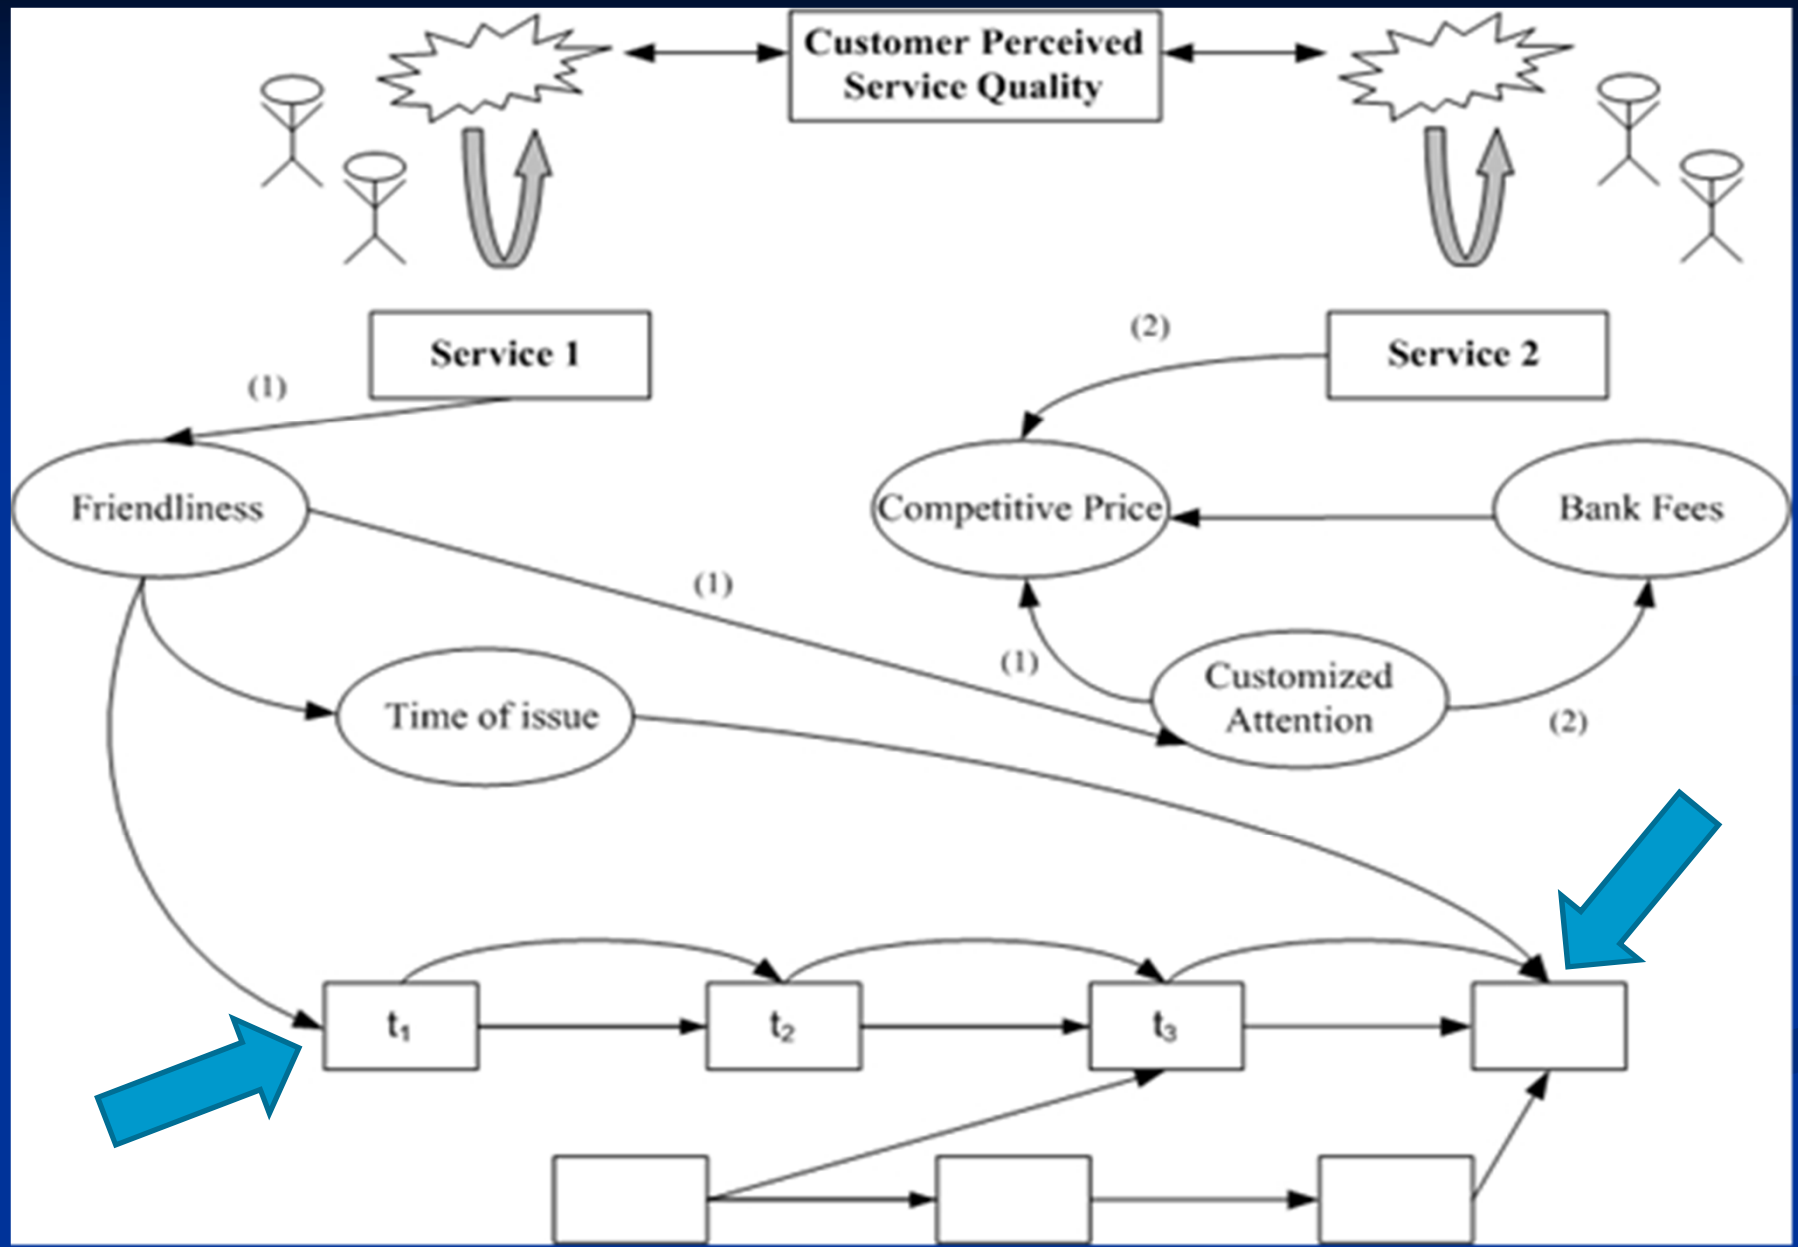 Customer Perceived
Service Quality
Service 1
Service 2
(2)
(1)
Friendliness
Competitive Price
Bank Fees
(1)
(1)
Customized
Attention
(2)
Time of issue
t₁
t₂
t₃